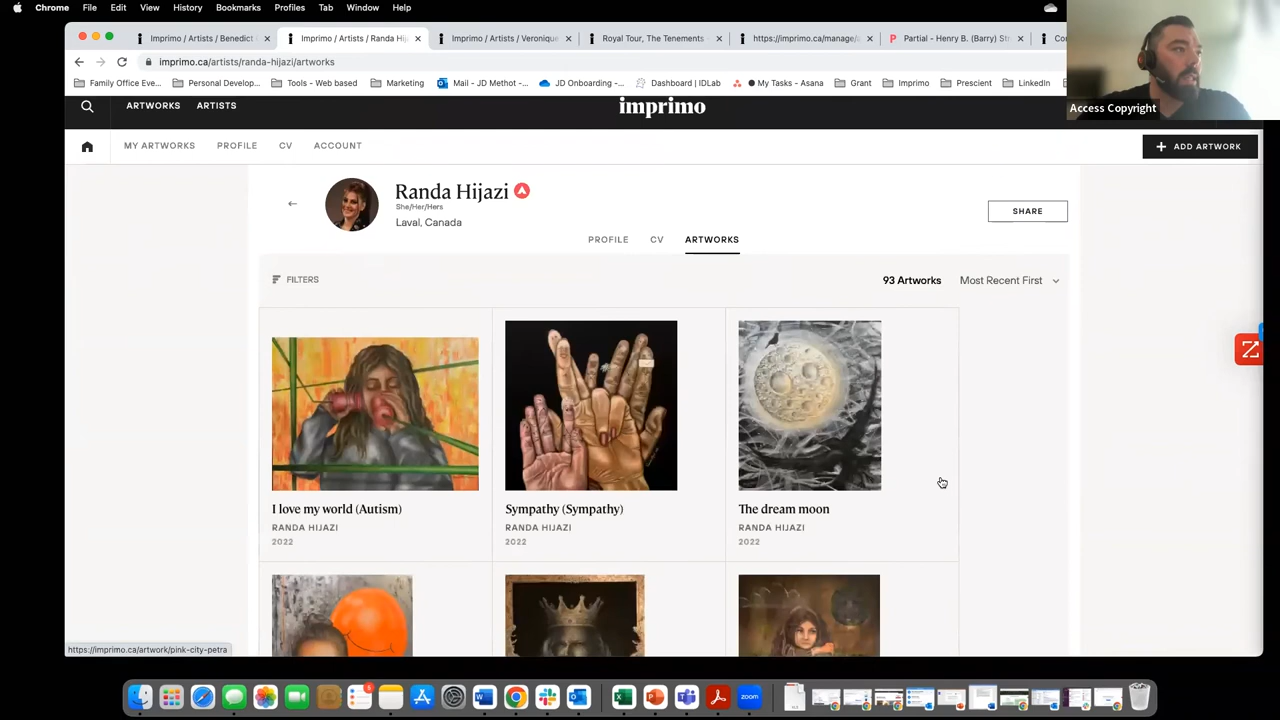 Chrome File Edit View History Bookmarks Profiles Tab Window Help
Imprimo / Artists / Benedict
Imprimo / Artists / Randa Hij
Imprimo / Artists / Veronique
Royal Tour, The Tenements -
https://imprimo.ca/manage/
Partial - Henry B. (Barry) St
imprimo.ca/artists/randa-hijazi/artworks
Family Office Eve... Personal Develop... Tools - Web based Marketing Mail - JD Methot -... JD Onboarding -... Dashboard | IDLab My Tasks - Asana Grant Imprimo Prescient LinkedIn
Access Copyright
ARTWORKS ARTISTS imprimo
MY ARTWORKS PROFILE CV ACCOUNT + ADD ARTWORK
Randa Hijazi
She/Her/Hers
Laval, Canada
SHARE
PROFILE CV ARTWORKS
FILTERS 93 Artworks Most Recent First
I love my world (Autism)
RANDA HIJAZI
2022
Sympathy (Sympathy)
RANDA HIJAZI
2022
The dream moon
RANDA HIJAZI
2022
https://imprimo.ca/artwork/pink-city-petra
zoom